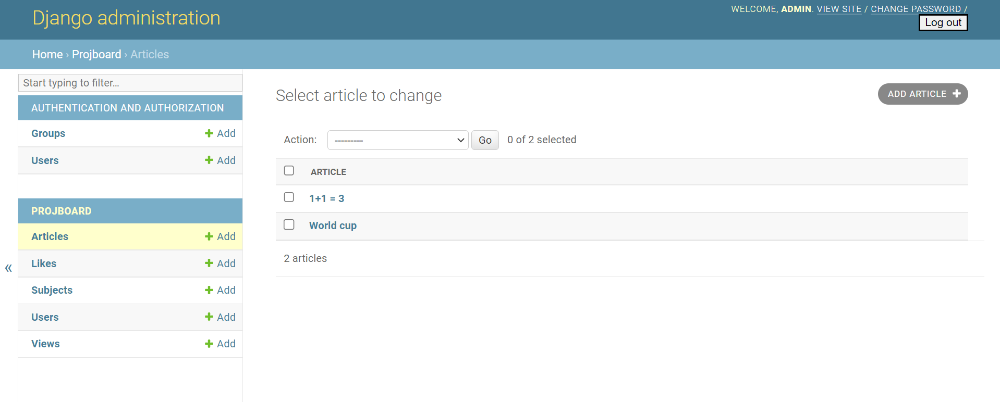 Django administration
WELCOME, ADMIN. VIEW SITE / CHANGE PASSWORD /
Log out
Home › Projboard › Articles
Start typing to filter...
AUTHENTICATION AND AUTHORIZATION
Groups + Add
Users + Add
PROJBOARD
Articles + Add
Likes + Add
Subjects + Add
Users + Add
Views + Add
«
Select article to change
ADD ARTICLE +
Action: --------- Go 0 of 2 selected
ARTICLE
1+1 = 3
World cup
2 articles